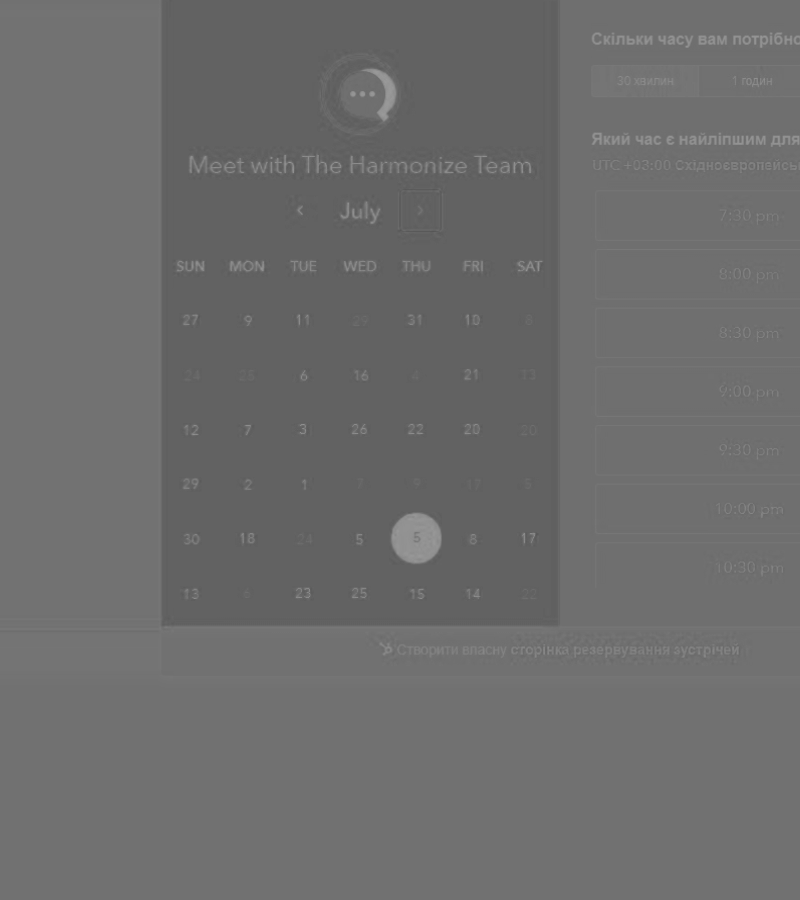 Meet with The Harmonize Team
July
SUN MON TUE WED THU FRI SAT
27 9 11 29 31 10 6
24 25 6 16 4 21 13
12 7 3 26 22 20 20
29 2 1 7 9 17 9
30 18 24 5 5 8 17
13 6 23 25 15 14 22
Скільки часу вам потрібно
30 хвилин 1 годин
Який час є найліпшим для
UTC +03:00 Східноєвропейсь
7:30 pm
8:00 pm
8:30 pm
9:00 pm
9:30 pm
10:00 pm
10:30 pm
Створити власну сторінка резервування зустрічей